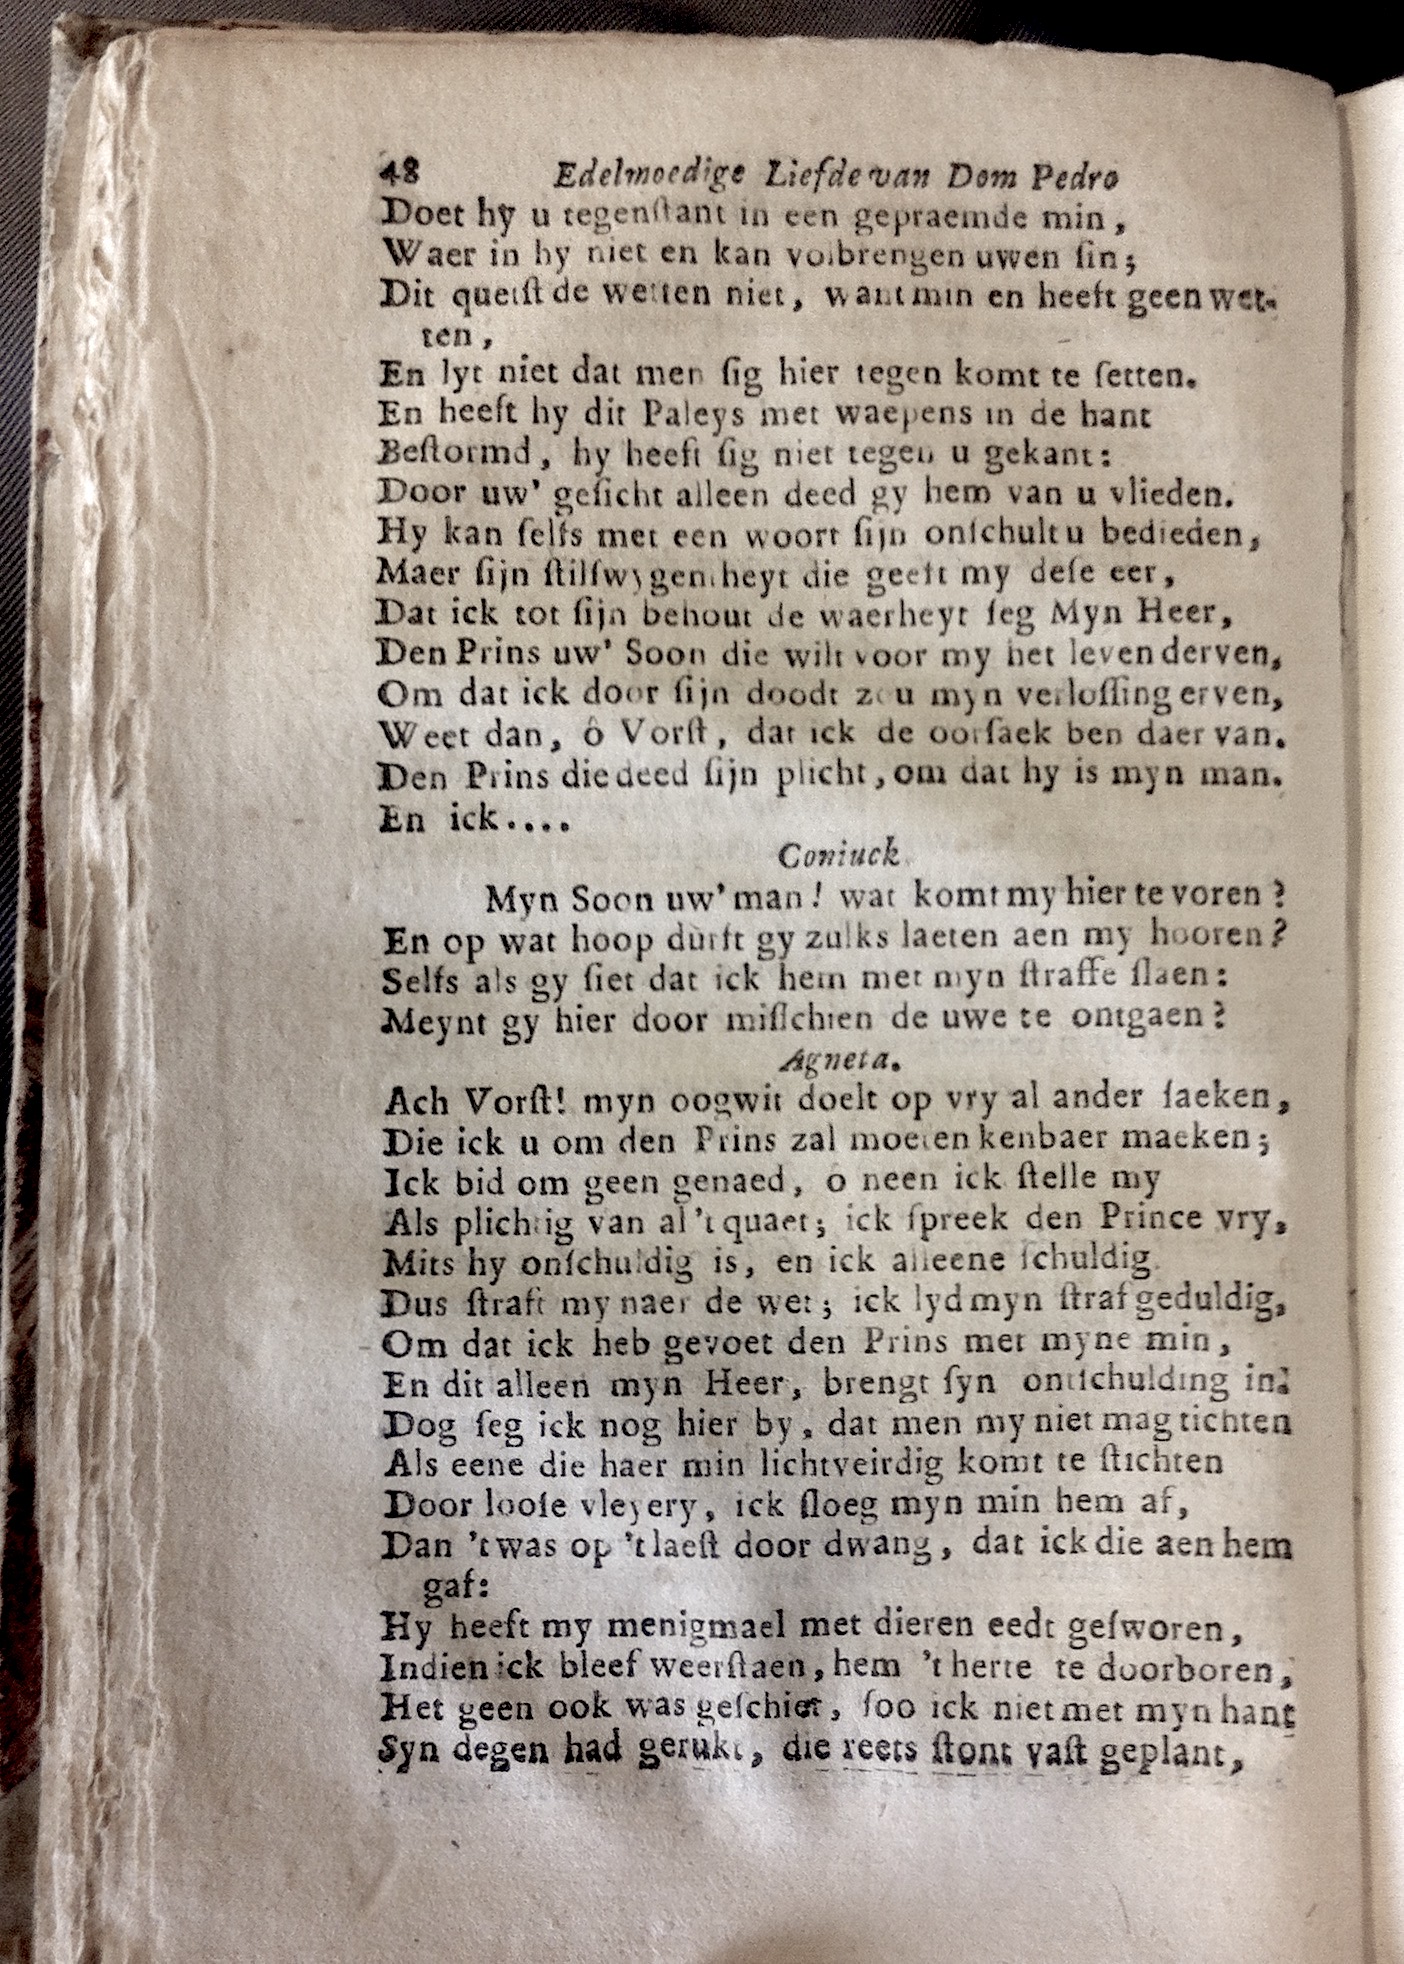 48 Edelmoedige Liefde van Dom Pedro
Doet hy u tegenſtant in een gepraemde min,
Waer in hy niet en kan volbrengen uwen ſin;
Dit quetſt de wetten niet, want min en heeft geen wet-
ten,
En lyt niet dat men ſig hier tegen komt te ſetten.
En heeft hy dit Paleys met waepens in de hant
Beſtormd, hy heeft ſig niet tegen u gekant:
Door uw' geſicht alleen deed gy hem van u vlieden.
Hy kan ſelfs met een woort ſijn onſchult u bedieden,
Maer ſijn ſtilſwygentheyt die geeft my deſe eer,
Dat ick tot ſijn behout de waerheyt ſeg Myn Heer,
Den Prins uw' Soon die wilt voor my het leven derven,
Om dat ick door ſijn doodt zou myn verloſſing erven,
Weet dan, ô Vorſt, dat ick de oorſaek ben daer van.
Den Prins die deed ſijn plicht, om dat hy is myn man.
En ick....
Coniuck
Myn Soon uw' man! wat komt my hier te voren?
En op wat hoop durft gy zulks laeten aen my hooren?
Selfs als gy ſiet dat ick hem met myn ſtraffe ſlaen:
Meynt gy hier door miſſchien de uwe te ontgaen?
Agneta.
Ach Vorſt! myn oogwit doelt op vry al ander ſaeken,
Die ick u om den Prins zal moeten kenbaer maeken;
Ick bid om geen genaed, o neen ick ſtelle my
Als plichtig van al 't quaet; ick ſpreek den Prince vry,
Mits hy onſchuldig is, en ick alleene ſchuldig
Dus ſtraft my naer de wet; ick lyd myn ſtraf geduldig,
Om dat ick heb gevoet den Prins met myne min,
En dit alleen myn Heer, brengt ſyn ontſchulding in:
Dog ſeg ick nog hier by, dat men my niet mag tichten
Als eene die haer min lichtveirdig komt te ſtichten
Door looſe vleyery, ick ſloeg myn min hem af,
Dan 't was op 't laeſt door dwang, dat ick die aen hem
gaf:
Hy heeft my menigmael met dieren eedt geſworen,
Indien ick bleef weerſtaen, hem 't herte te doorboren,
Het geen ook was geſchiet, ſoo ick niet met myn hant
Syn degen had gerukt, die reets ſtont vaſt geplant,